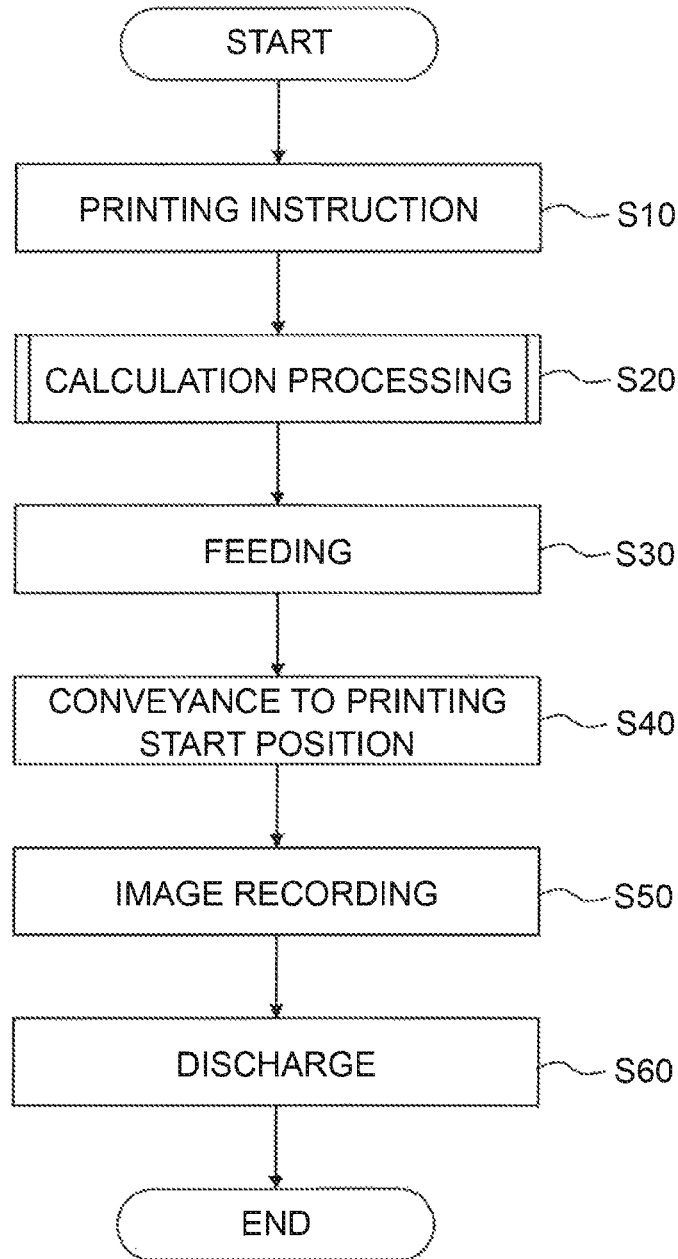 START
PRINTING INSTRUCTION
S10
CALCULATION PROCESSING
S20
FEEDING
S30
CONVEYANCE TO PRINTING
START POSITION
S40
IMAGE RECORDING
S50
DISCHARGE
S60
END